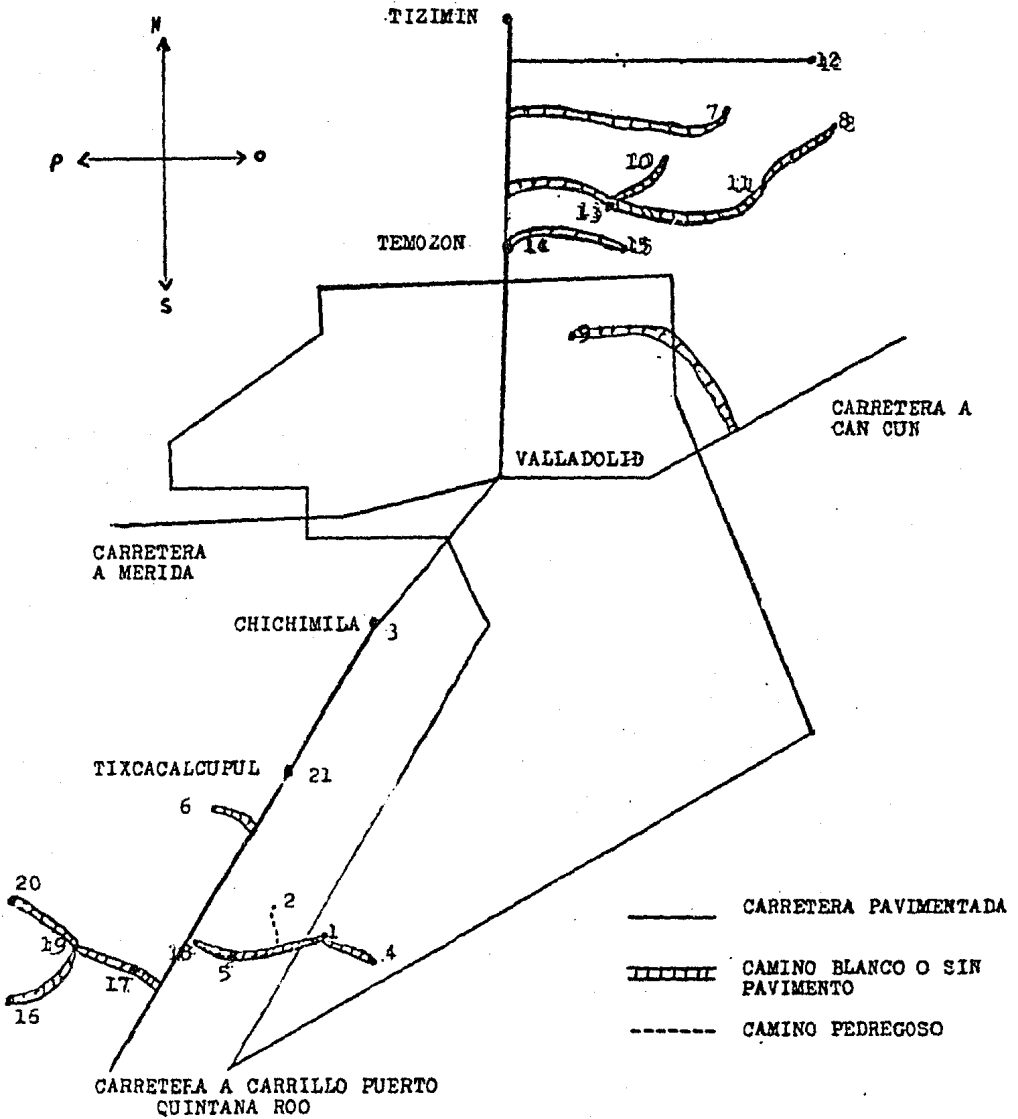 N
TIZIMIN
12
7
8
P
O
10
11
13
TEMOZON
14
15
S
9
CARRETERA A
CAN CUN
VALLADOLID
CARRETERA
A MERIDA
CHICHIMILA
3
TIXCACALCUPUL
21
6
20
2
CARRETERA PAVIMENTADA
19
18
1
5
4
17
CAMINO BLANCO O SIN
PAVIMENTO
16
CAMINO PEDREGOSO
CARRETERA A CARRILLO PUERTO
QUINTANA ROO